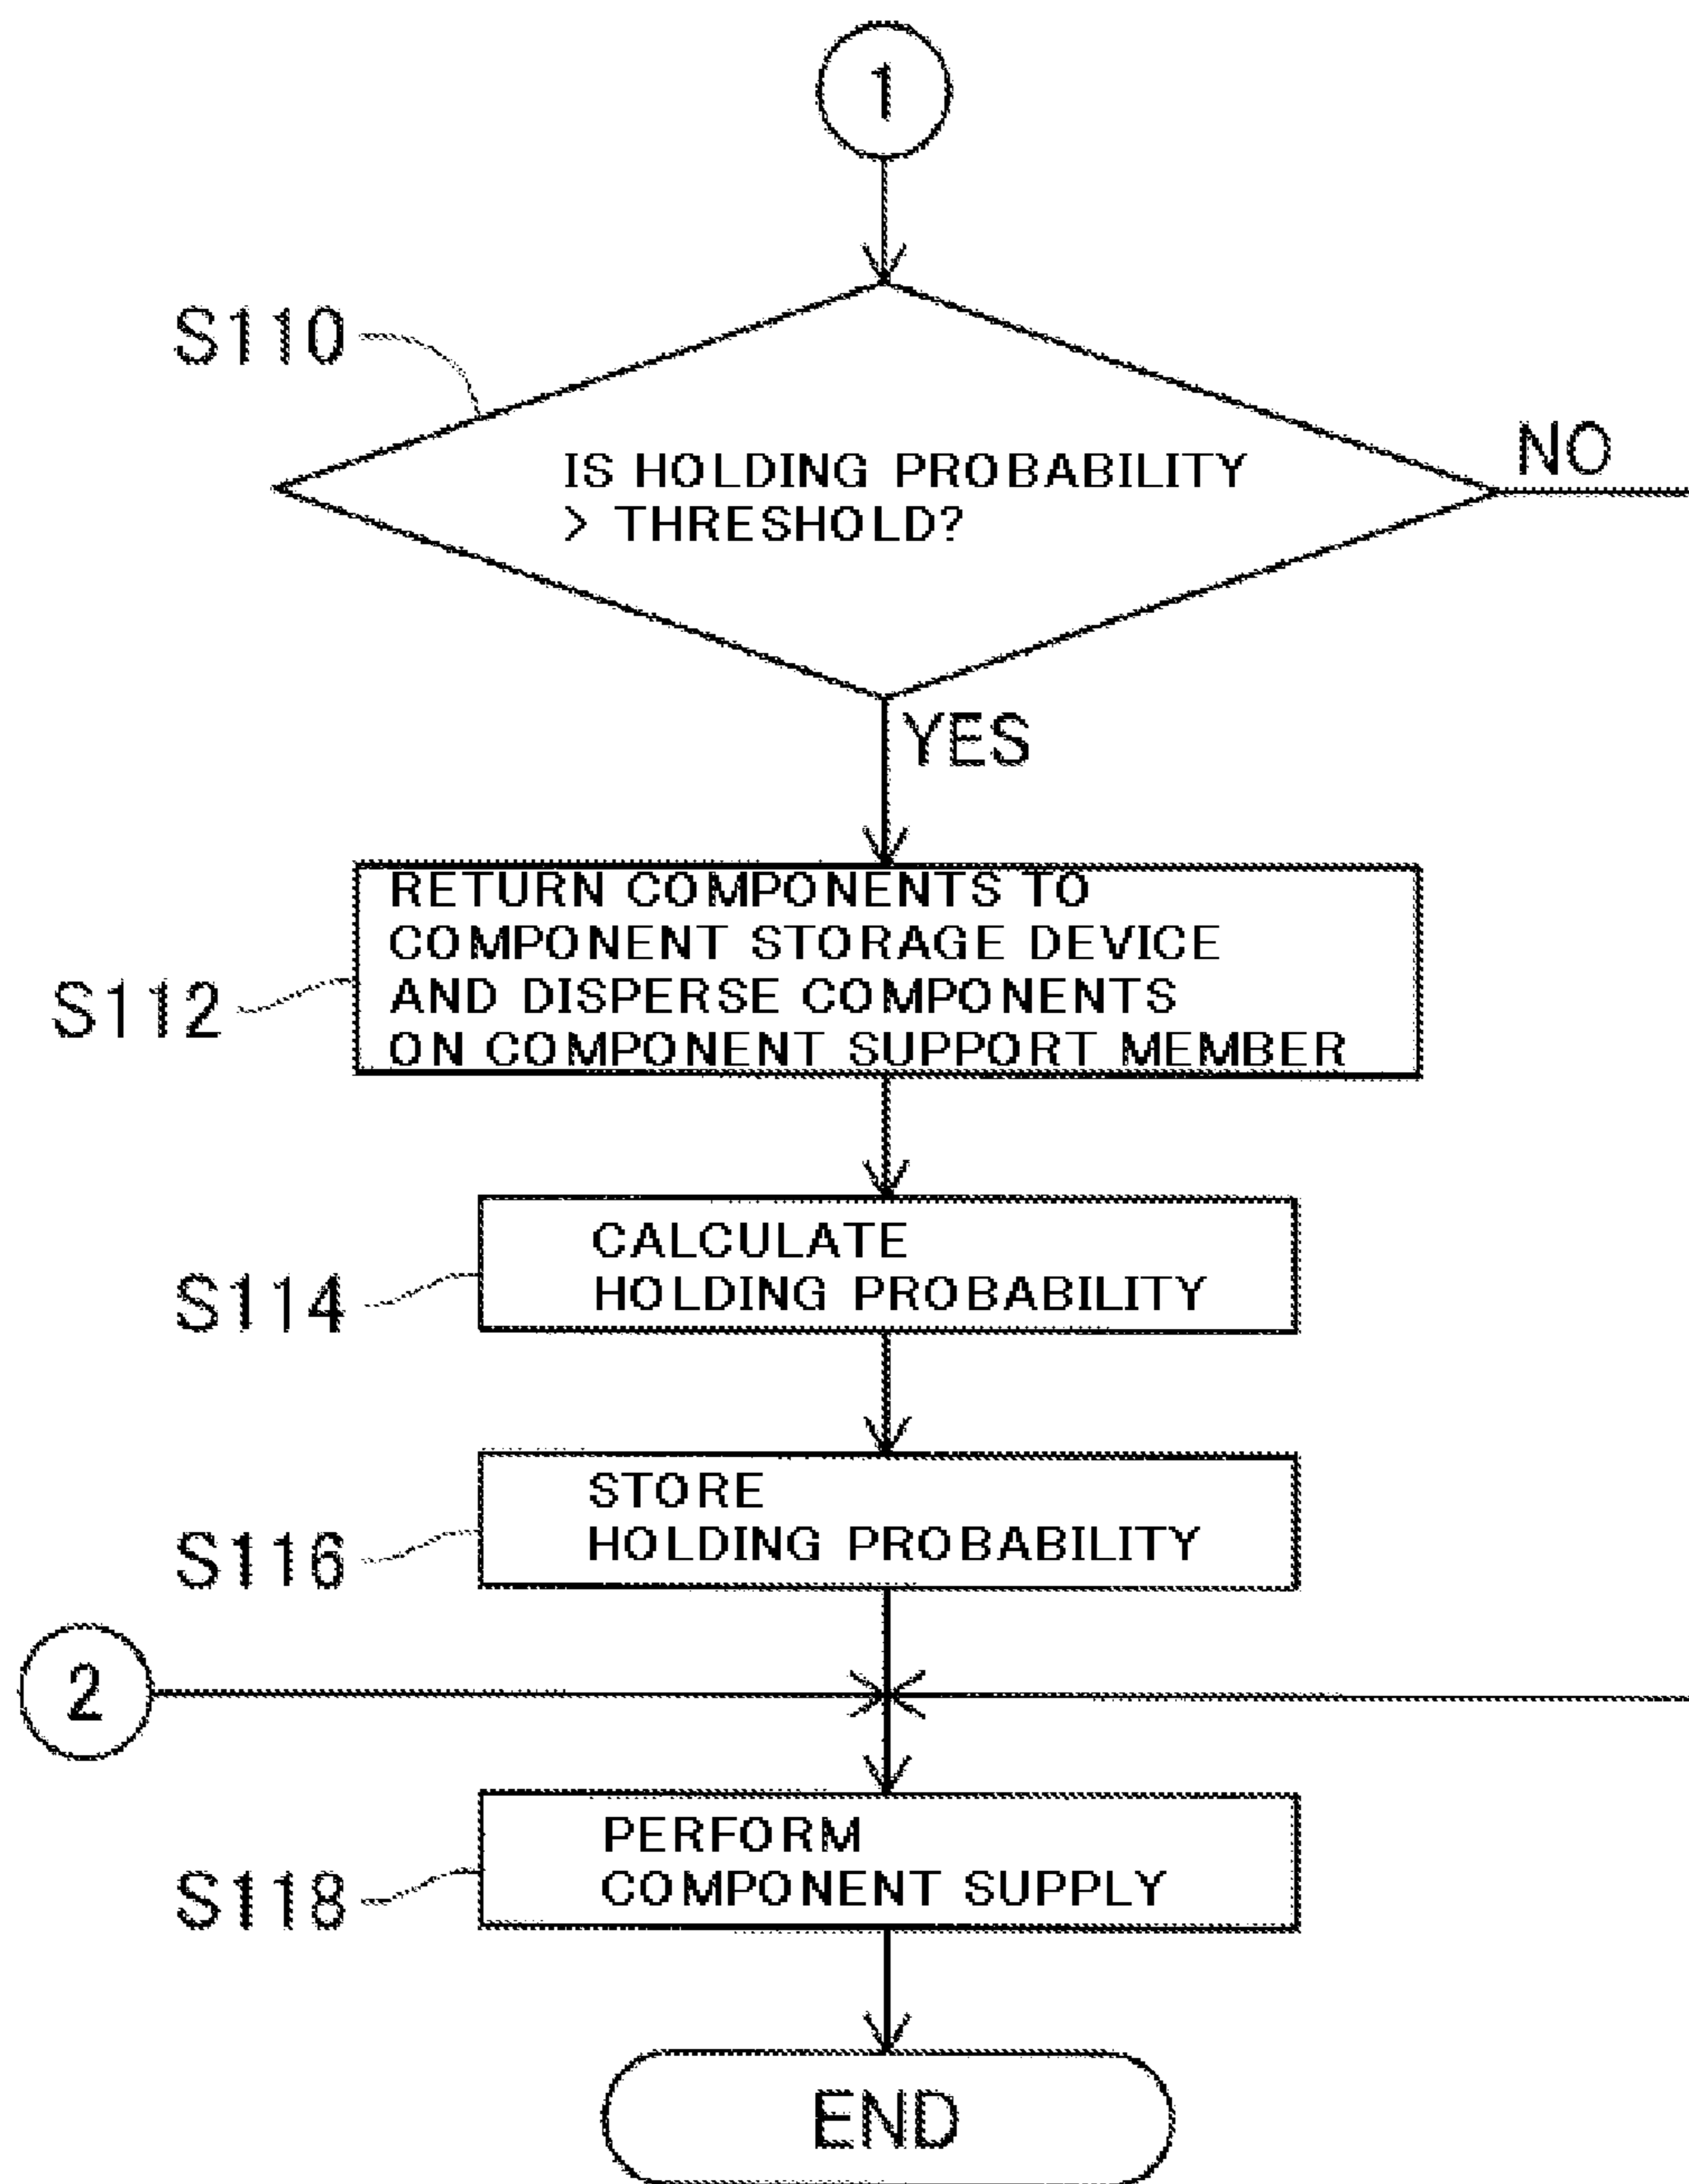 1
S110
IS HOLDING PROBABILITY
> THRESHOLD?
NO
YES
S112
RETURN COMPONENTS TO
COMPONENT STORAGE DEVICE
AND DISPERSE COMPONENTS
ON COMPONENT SUPPORT MEMBER
S114
CALCULATE
HOLDING PROBABILITY
S116
STORE
HOLDING PROBABILITY
2
S118
PERFORM
COMPONENT SUPPLY
END